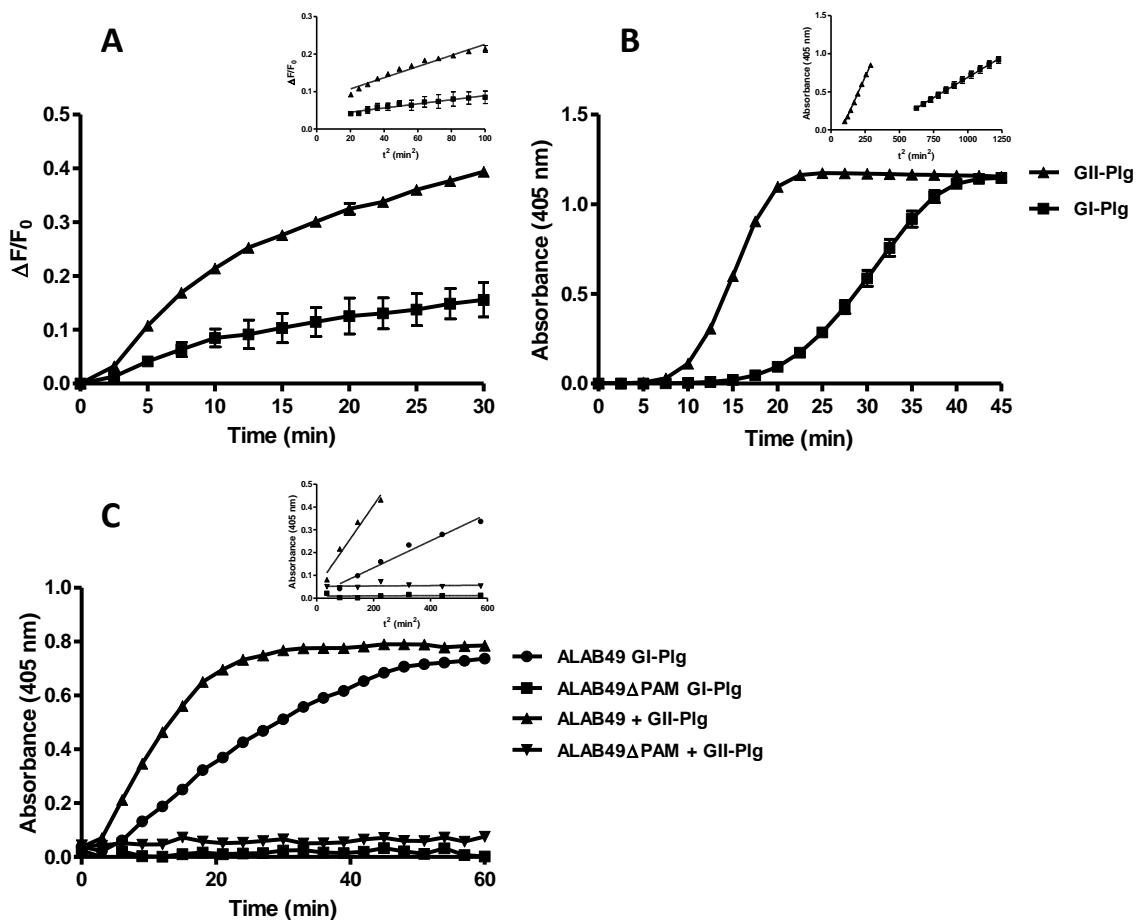 A
ΔF/F0
0.3
0.2
0.1
0.0
0 20 40 60 80 100
t² (min²)
ΔF/F0
0.5
0.4
0.3
0.2
0.1
0.0
0 5 10 15 20 25 30
Time (min)
B
Absorbance (405 nm)
1.5
1.0
0.5
0.0
0 250 500 750 1000 1250
t² (min²)
Absorbance (405 nm)
1.5
1.0
0.5
0.0
0 5 10 15 20 25 30 35 40 45
Time (min)
GII-Plg
GI-Plg
C
Absorbance (405 nm)
0.5
0.4
0.3
0.2
0.1
0.0
0 200 400 600
t² (min²)
Absorbance (405 nm)
1.0
0.8
0.6
0.4
0.2
0.0
0 20 40 60
Time (min)
ALAB49 GI-Plg
ALAB49ΔPAM GI-Plg
ALAB49 + GII-Plg
ALAB49ΔPAM + GII-Plg